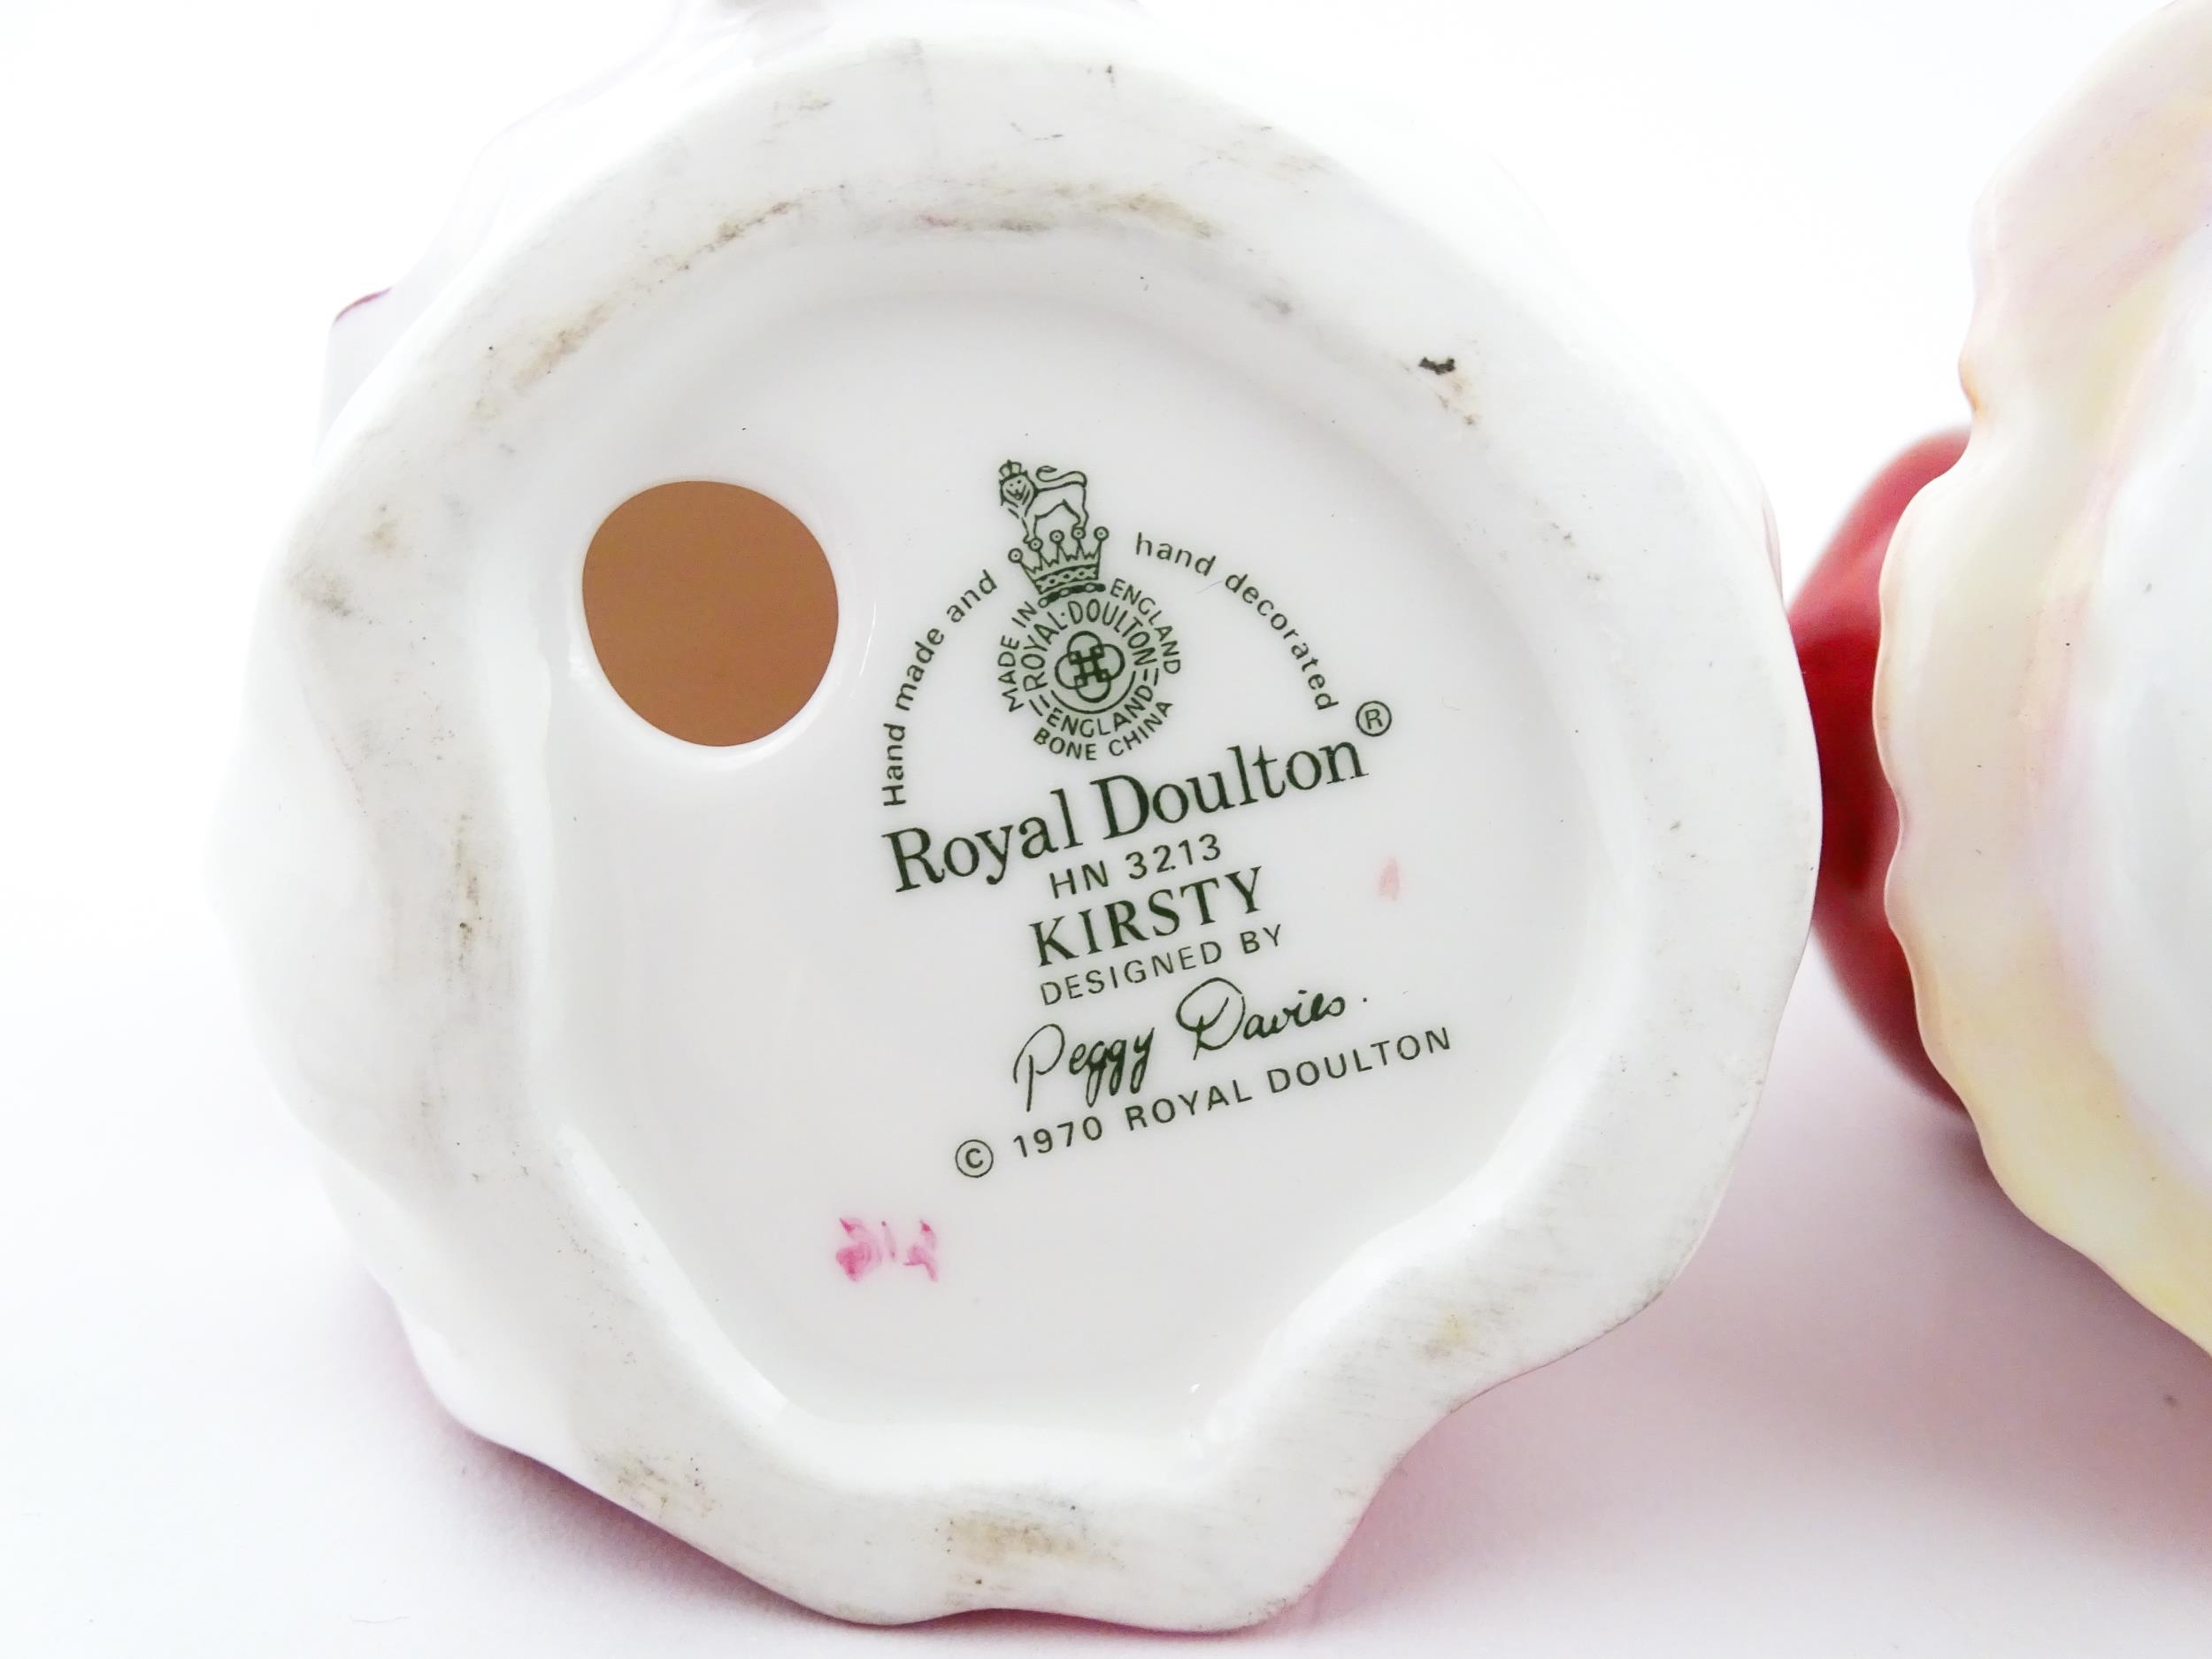 Hand made and hand decorated
MADE IN ENGLAND
ROYAL·DOULTON
ENGLAND
BONE CHINA
Royal Doulton®
HN 3213
KIRSTY
DESIGNED BY
Peggy Davies.
© 1970 ROYAL DOULTON